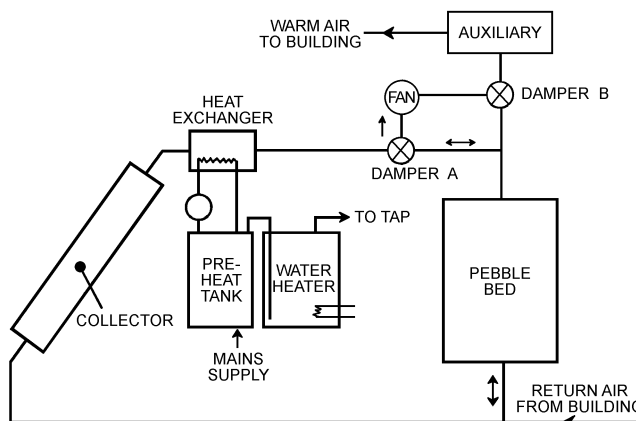 WARM AIR
TO BUILDING
AUXILIARY
FAN
DAMPER B
HEAT
EXCHANGER
DAMPER A
TO TAP
PRE-
HEAT
TANK
WATER
HEATER
PEBBLE
BED
COLLECTOR
MAINS
SUPPLY
RETURN AIR
FROM BUILDING